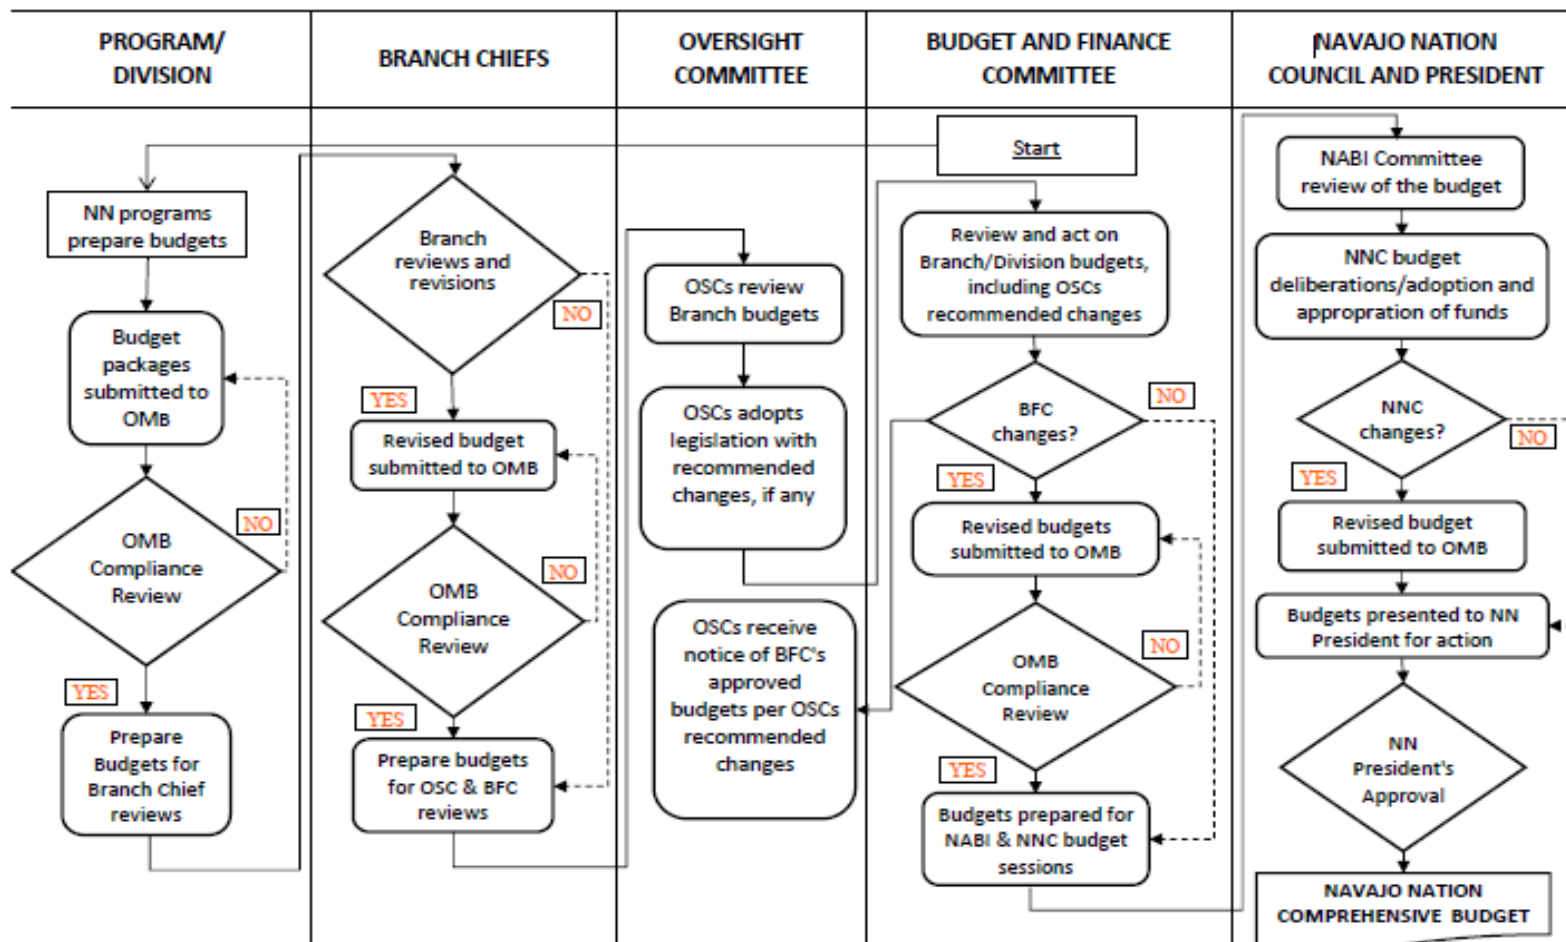 PROGRAM/
DIVISION
BRANCH CHIEFS
OVERSIGHT
COMMITTEE
BUDGET AND FINANCE
COMMITTEE
NAVAJO NATION
COUNCIL AND PRESIDENT
NN programs
prepare budgets
Budget
packages
submitted to
OMB
NO
OMB
Compliance
Review
YES
Prepare
Budgets for
Branch Chief
reviews
Branch
reviews and
revisions
NO
YES
Revised budget
submitted to OMB
NO
OMB
Compliance
Review
YES
Prepare budgets
for OSC & BFC
reviews
OSCs review
Branch budgets
OSCs adopts
legislation with
recommended
changes, if any
OSCs receive
notice of BFC's
approved
budgets per OSCs
recommended
changes
Start
Review and act on
Branch/Division budgets,
including OSCs
recommended changes
NO
BFC
changes?
YES
Revised budgets
submitted to OMB
NO
OMB
Compliance
Review
YES
Budgets prepared for
NABI & NNC budget
sessions
NABI Committee
review of the budget
NNC budget
deliberations/adoption and
appropration of funds
NNC
changes?
NO
YES
Revised budget
submitted to OMB
Budgets presented to NN
President for action
NN
President's
Approval
NAVAJO NATION
COMPREHENSIVE BUDGET